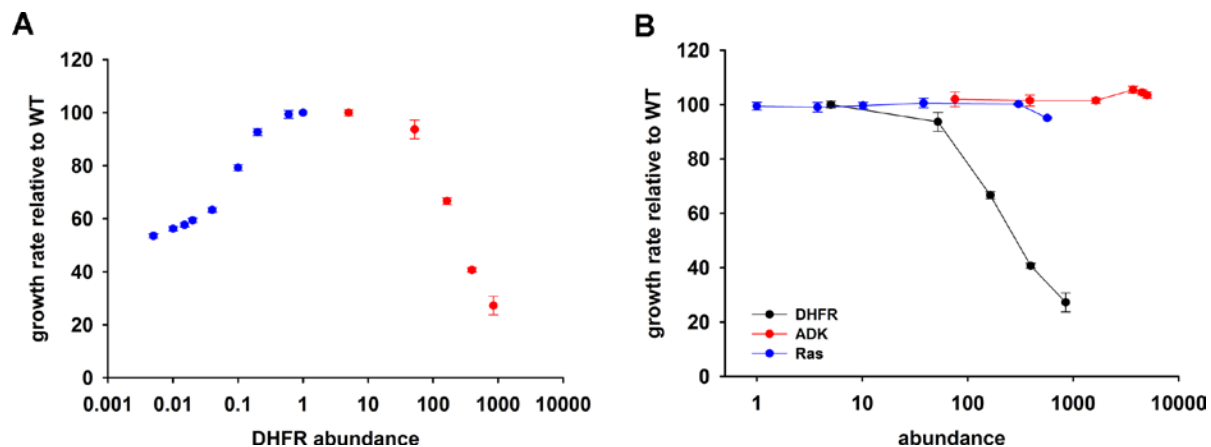 A
growth rate relative to WT
120
100
80
60
40
20
0
0.001 0.01 0.1 1 10 100 1000 10000
DHFR abundance
B
growth rate relative to WT
120
100
80
60
40
20
0
DHFR
ADK
Ras
1 10 100 1000 10000
abundance